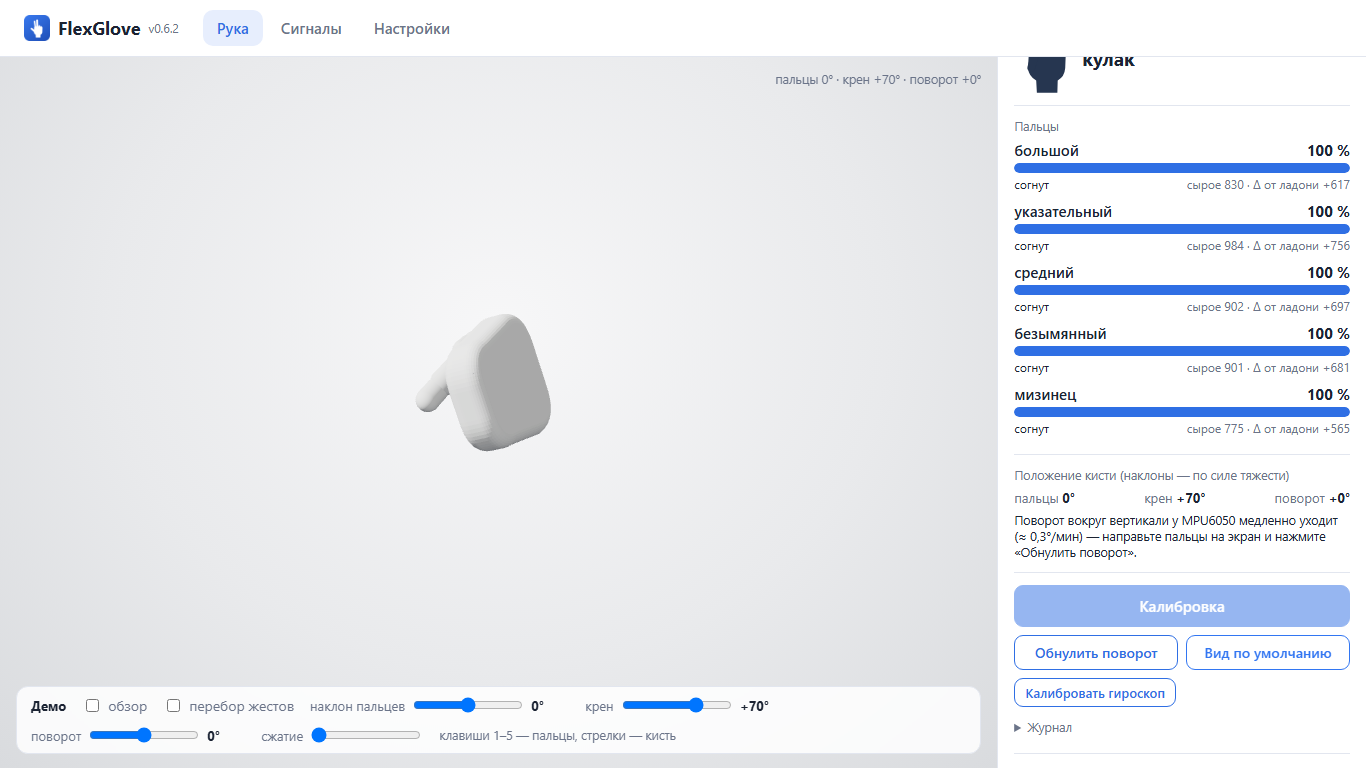 FlexGlove v0.6.2 Рука Сигналы Настройки
пальцы 0° · крен +70° · поворот +0°
кулак
Пальцы
большой 100 %
согнут сырое 830 · Δ от ладони +617
указательный 100 %
согнут сырое 984 · Δ от ладони +756
средний 100 %
согнут сырое 902 · Δ от ладони +697
безымянный 100 %
согнут сырое 901 · Δ от ладони +681
мизинец 100 %
согнут сырое 775 · Δ от ладони +565
Положение кисти (наклоны — по силе тяжести)
пальцы 0° крен +70° поворот +0°
Поворот вокруг вертикали у MPU6050 медленно уходит
(≈ 0,3°/мин) — направьте пальцы на экран и нажмите
«Обнулить поворот».
Калибровка
Обнулить поворот Вид по умолчанию
Калибровать гироскоп
Журнал
Демо обзор перебор жестов наклон пальцев 0° крен +70°
поворот 0° сжатие клавиши 1–5 — пальцы, стрелки — кисть